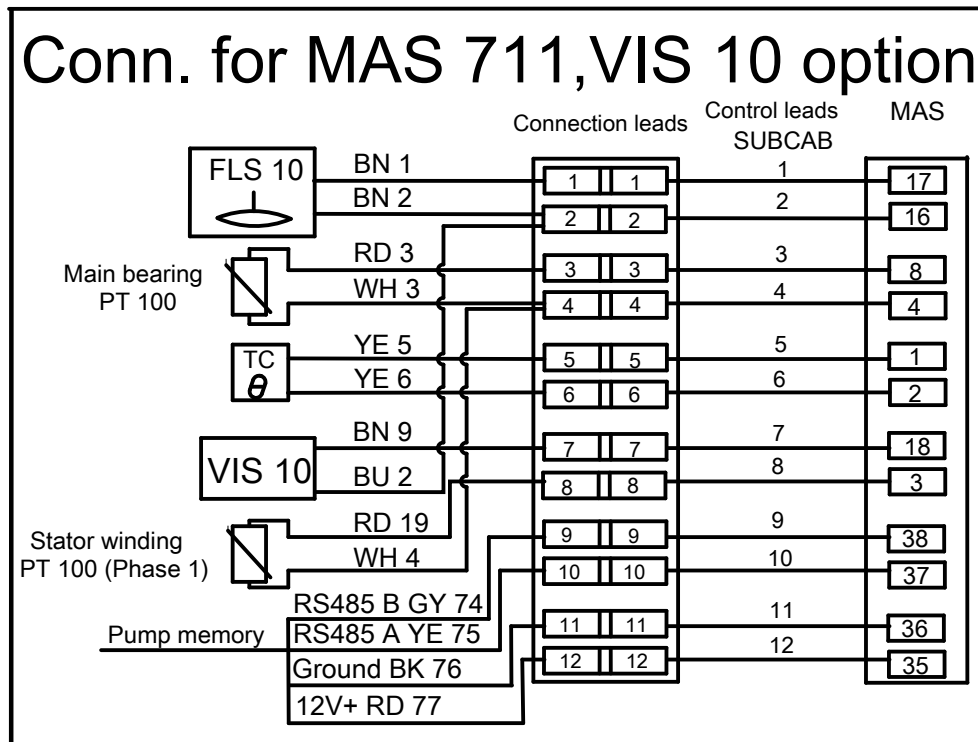 Conn. for MAS 711,VIS 10 option
Connection leads
Control leads
SUBCAB
MAS
FLS 10
BN 1
1 1
1
17
BN 2
2 2
2
16
Main bearing
PT 100
RD 3
3 3
3
8
WH 3
4 4
4
4
TC
θ
YE 5
5 5
5
1
YE 6
6 6
6
2
VIS 10
BN 9
7 7
7
18
BU 2
8 8
8
3
Stator winding
PT 100 (Phase 1)
RD 19
9 9
9
38
WH 4
10 10
10
37
Pump memory
RS485 B GY 74
RS485 A YE 75
11 11
11
36
Ground BK 76
12 12
12
35
12V+ RD 77